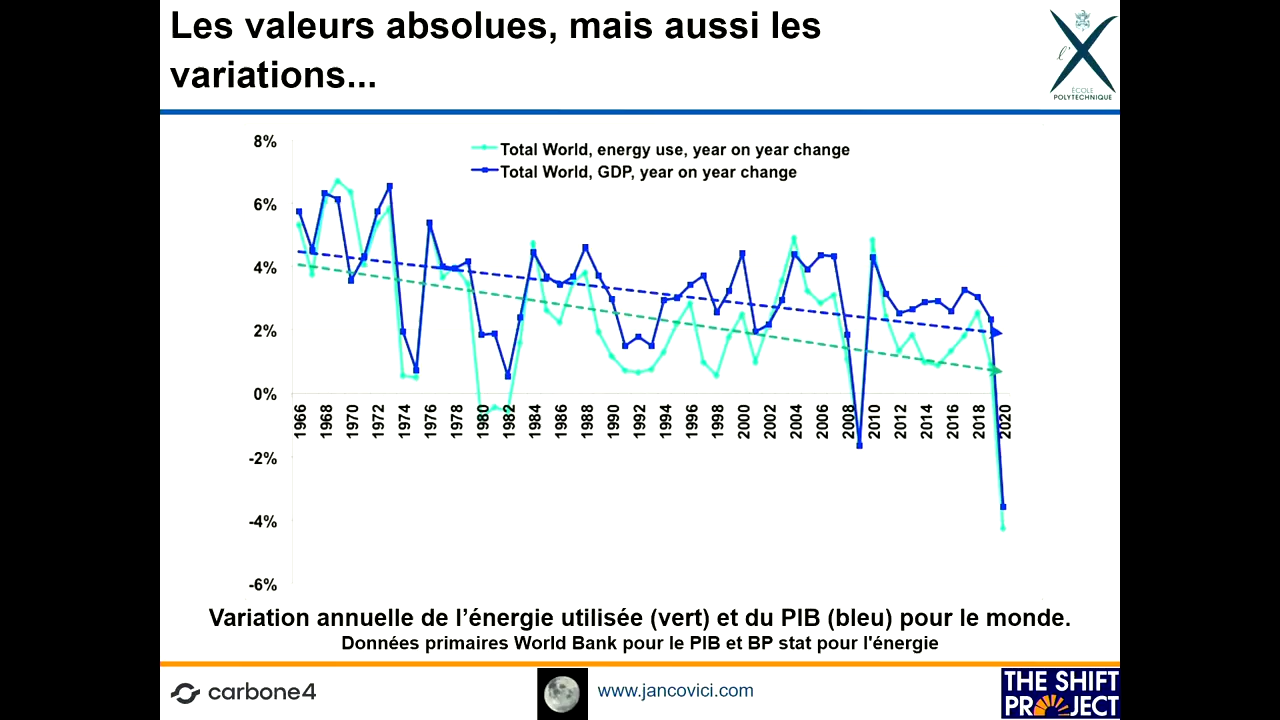 Les valeurs absolues, mais aussi les
variations...
l'X
ÉCOLE
POLYTECHNIQUE
8%
Total World, energy use, year on year change
Total World, GDP, year on year change
6%
4%
2%
0%
1966 1968 1970 1972 1974 1976 1978 1980 1982 1984 1986 1988 1990 1992 1994 1996 1998 2000 2002 2004 2006 2008 2010 2012 2014 2016 2018 2020
-2%
-4%
-6%
Variation annuelle de l’énergie utilisée (vert) et du PIB (bleu) pour le monde.
Données primaires World Bank pour le PIB et BP stat pour l'énergie
carbone4
www.jancovici.com
THE SHIFT
PROJECT